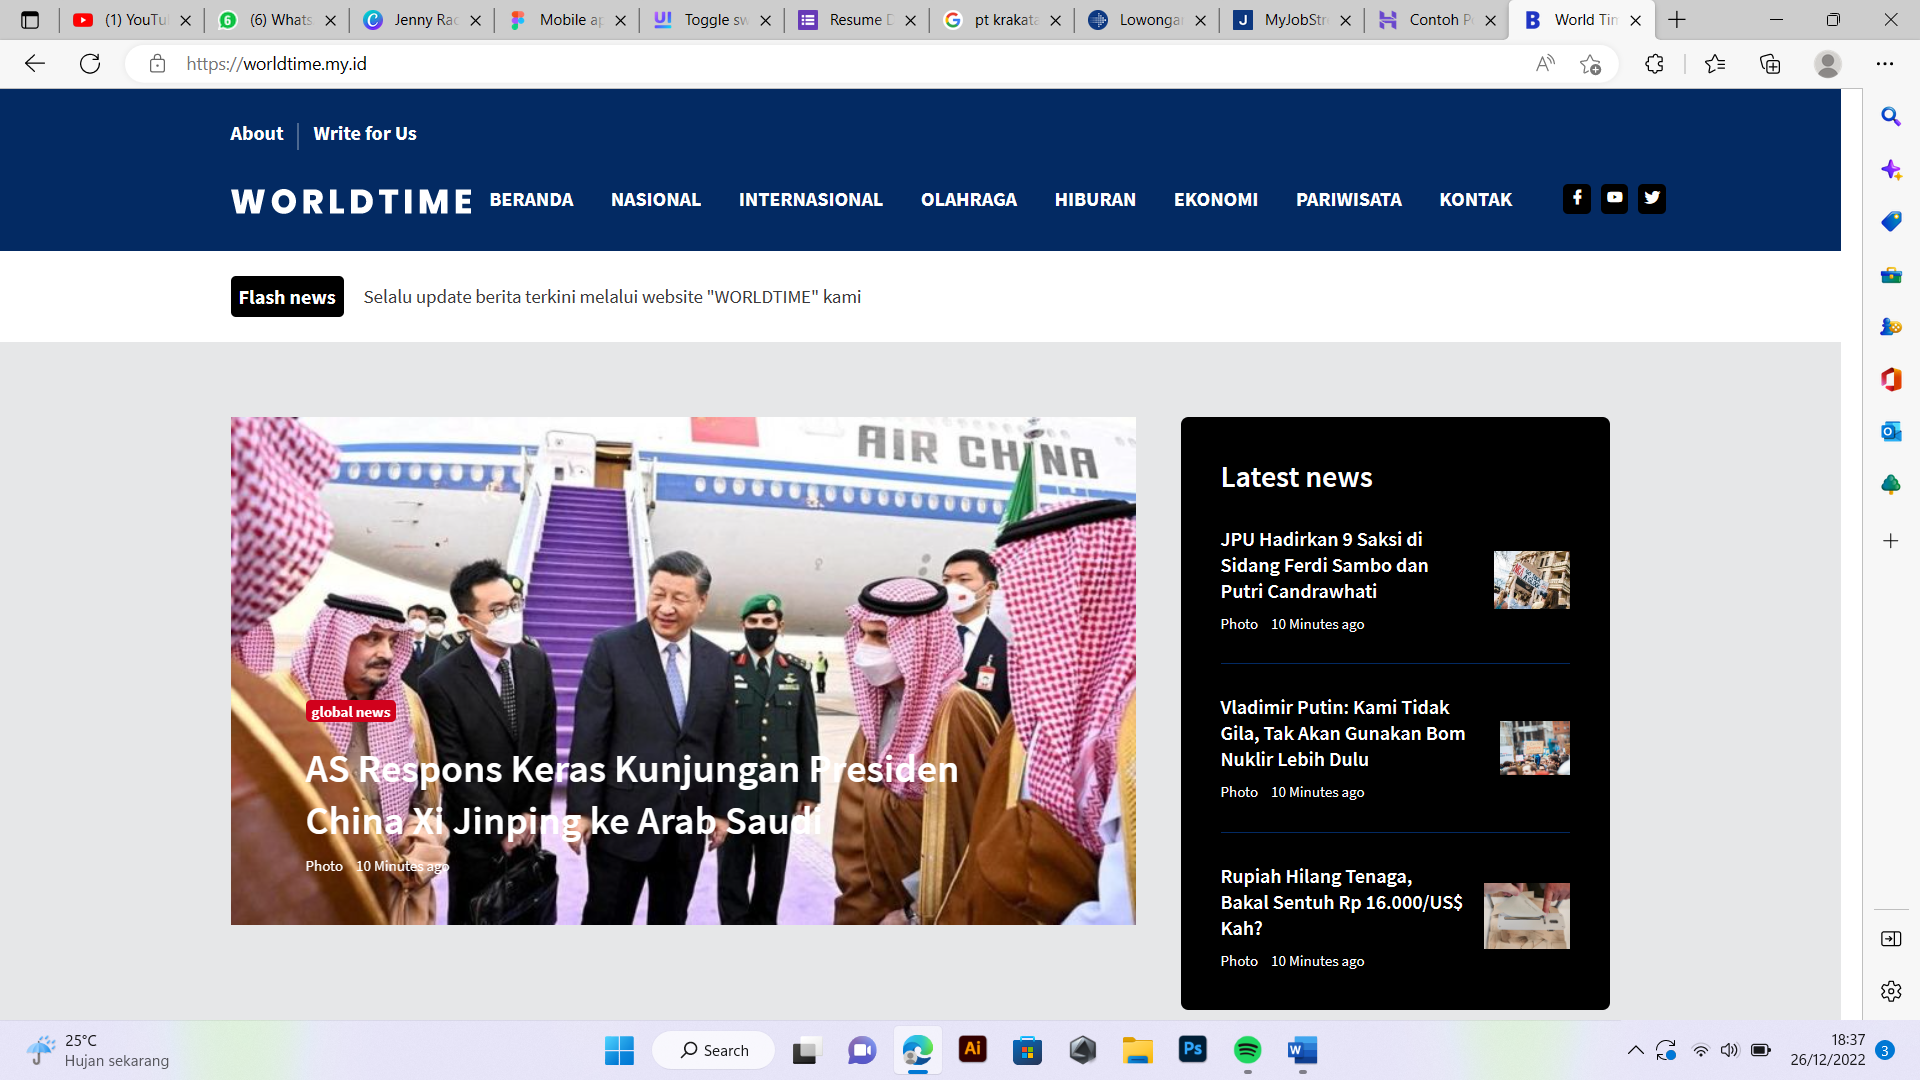 (1) YouTu
(6) Whats
Jenny Rac
Mobile ap
Toggle sw
Resume D
pt krakata
Lowonga
MyJobStr
Contoh P
World Tim
https://worldtime.my.id
About
Write for Us
WORLDTIME
BERANDA
NASIONAL
INTERNASIONAL
OLAHRAGA
HIBURAN
EKONOMI
PARIWISATA
KONTAK
Flash news
Selalu update berita terkini melalui website "WORLDTIME" kami
AIR CHINA
global news
AS Respons Keras Kunjungan Presiden
China Xi Jinping ke Arab Saudi
Photo 10 Minutes ago
Latest news
JPU Hadirkan 9 Saksi di
Sidang Ferdi Sambo dan
Putri Candrawhati
Photo 10 Minutes ago
Vladimir Putin: Kami Tidak
Gila, Tak Akan Gunakan Bom
Nuklir Lebih Dulu
Photo 10 Minutes ago
Rupiah Hilang Tenaga,
Bakal Sentuh Rp 16.000/US$
Kah?
Photo 10 Minutes ago
25°C
Hujan sekarang
Search
Ai
Ps
18:37
26/12/2022
3